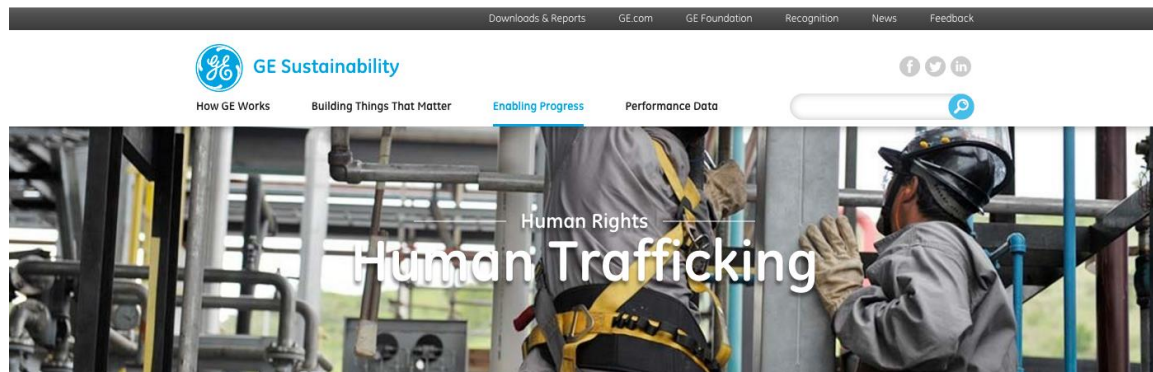 Downloads & Reports GE.com GE Foundation Recognition News Feedback
GE Sustainability
How GE Works Building Things That Matter Enabling Progress Performance Data
Human Rights
Human Trafficking